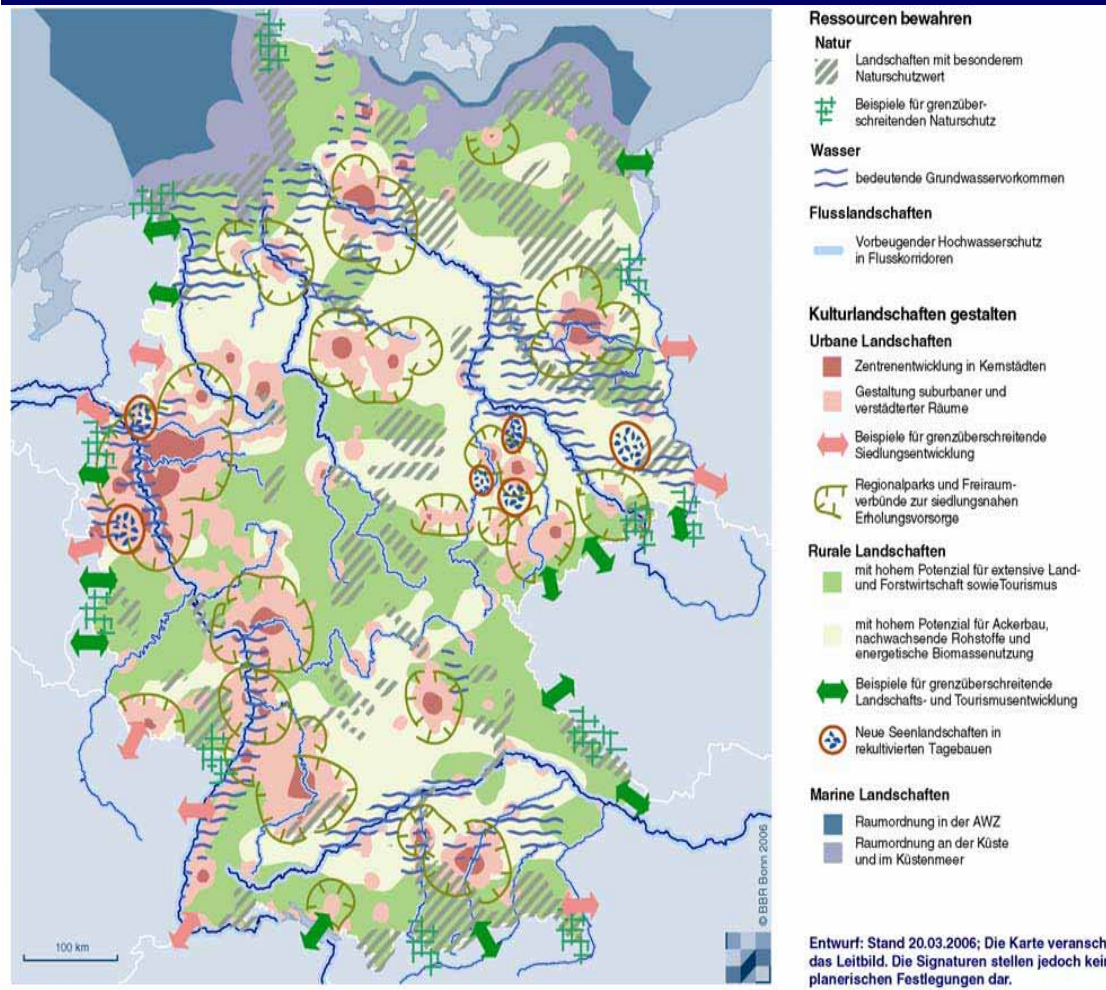 Ressourcen bewahren
Natur
Landschaften mit besonderem
Naturschutzwert
Beispiele für grenzüber-
schreitenden Naturschutz
Wasser
bedeutende Grundwasservorkommen
Flusslandschaften
Vorbeugender Hochwasserschutz
in Flusskorridoren
Kulturlandschaften gestalten
Urbane Landschaften
Zentrenentwicklung in Kernstädten
Gestaltung suburbaner und
verstädterter Räume
Beispiele für grenzüberschreitende
Siedlungsentwicklung
Regionalparks und Freiraum-
verbünde zur siedlungsnahen
Erholungsvorsorge
Rurale Landschaften
mit hohem Potenzial für extensive Land-
und Forstwirtschaft sowie Tourismus
mit hohem Potenzial für Ackerbau,
nachwachsende Rohstoffe und
energetische Biomassenutzung
Beispiele für grenzüberschreitende
Landschafts- und Tourismusentwicklung
Neue Seenlandschaften in
rekultivierten Tagebauen
Marine Landschaften
Raumordnung in der AWZ
Raumordnung an der Küste
und im Küstenmeer
Entwurf: Stand 20.03.2006; Die Karte veransch
das Leitbild. Die Signaturen stellen jedoch kein
planerischen Festlegungen dar.
100 km
© BBR Bonn 2006